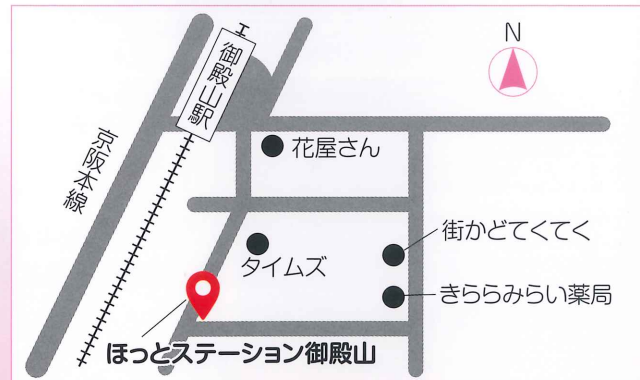 N
御殿山駅
京阪本線
花屋さん
街かどてくてく
タイムズ
きららみらい薬局
ほっとステーション御殿山